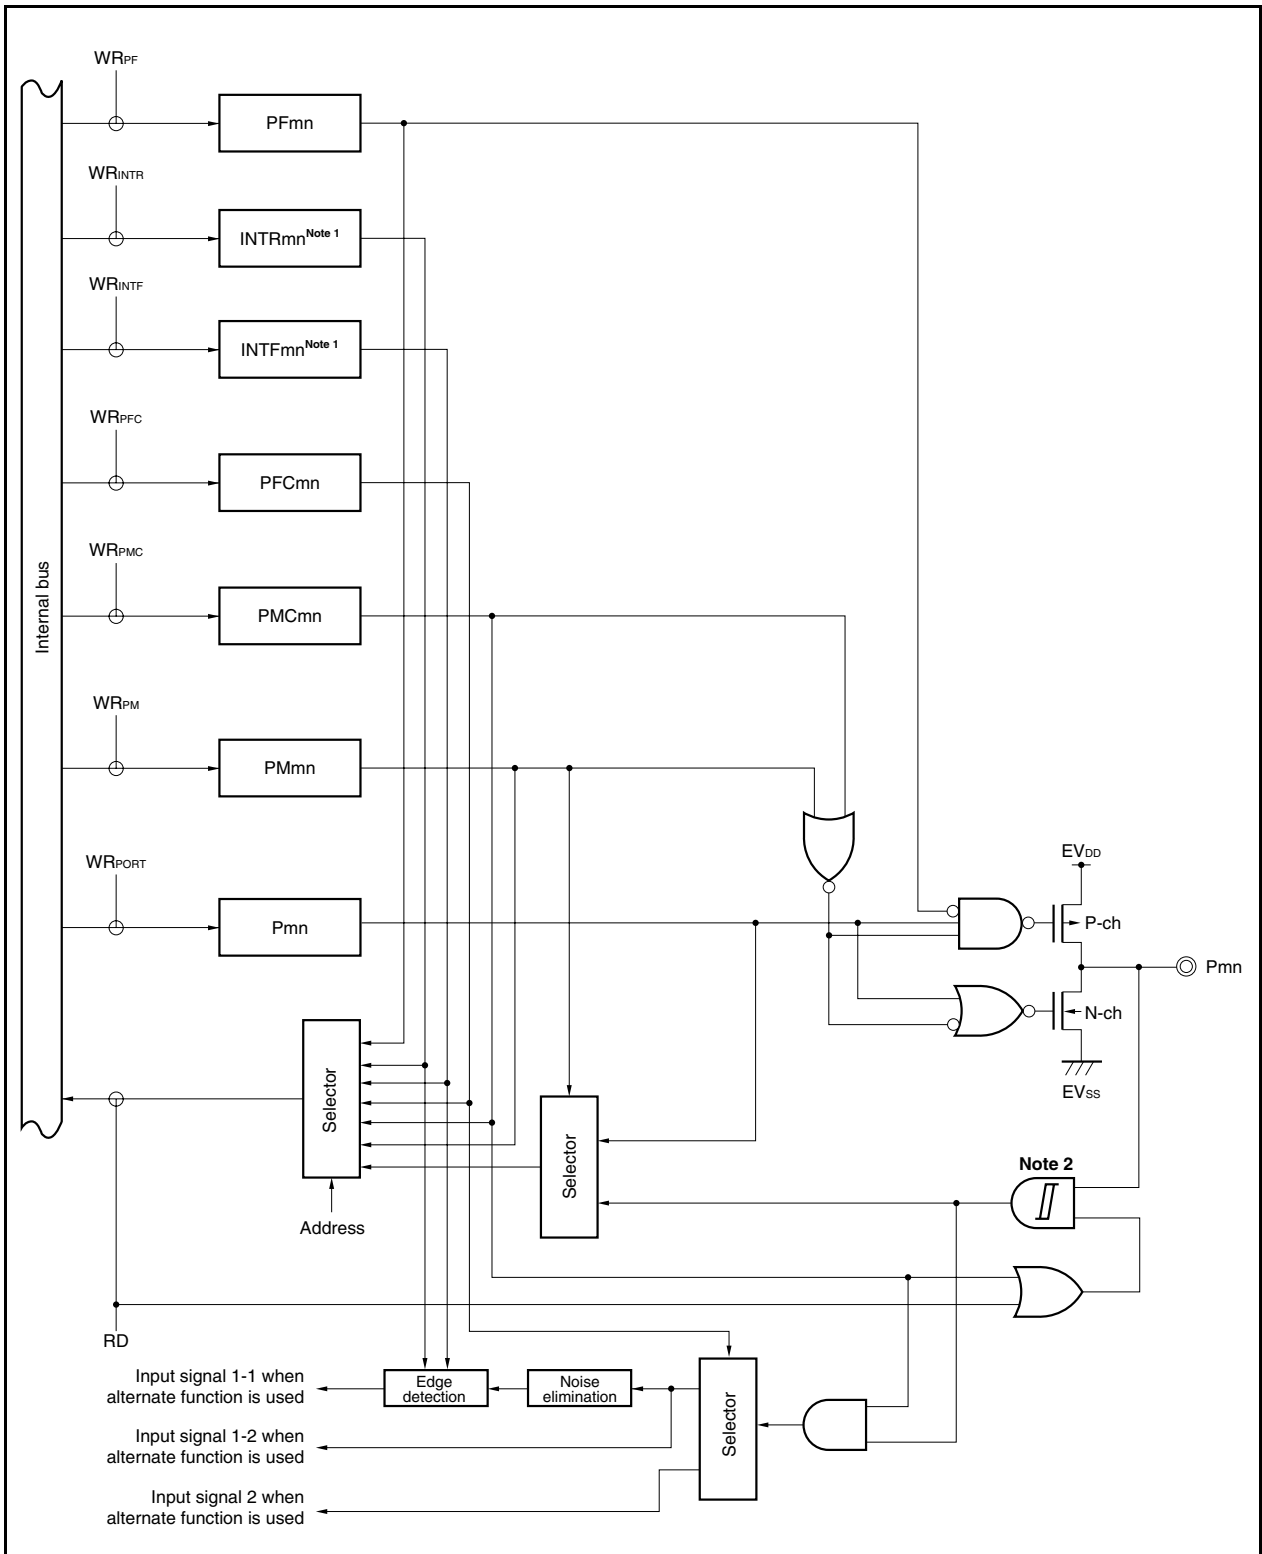 WRPF
PFmn
WRINTR
INTRmnNote 1
WRINTF
INTFmnNote 1
WRPFC
PFCmn
WRPMC
PMCmn
Internal bus
WRPM
PMmn
WRPORT
Pmn
EVDD
P-ch
Pmn
N-ch
EVSS
Selector
Selector
Note 2
Address
RD
Input signal 1-1 when
alternate function is used
Edge
detection
Noise
elimination
Selector
Input signal 1-2 when
alternate function is used
Input signal 2 when
alternate function is used